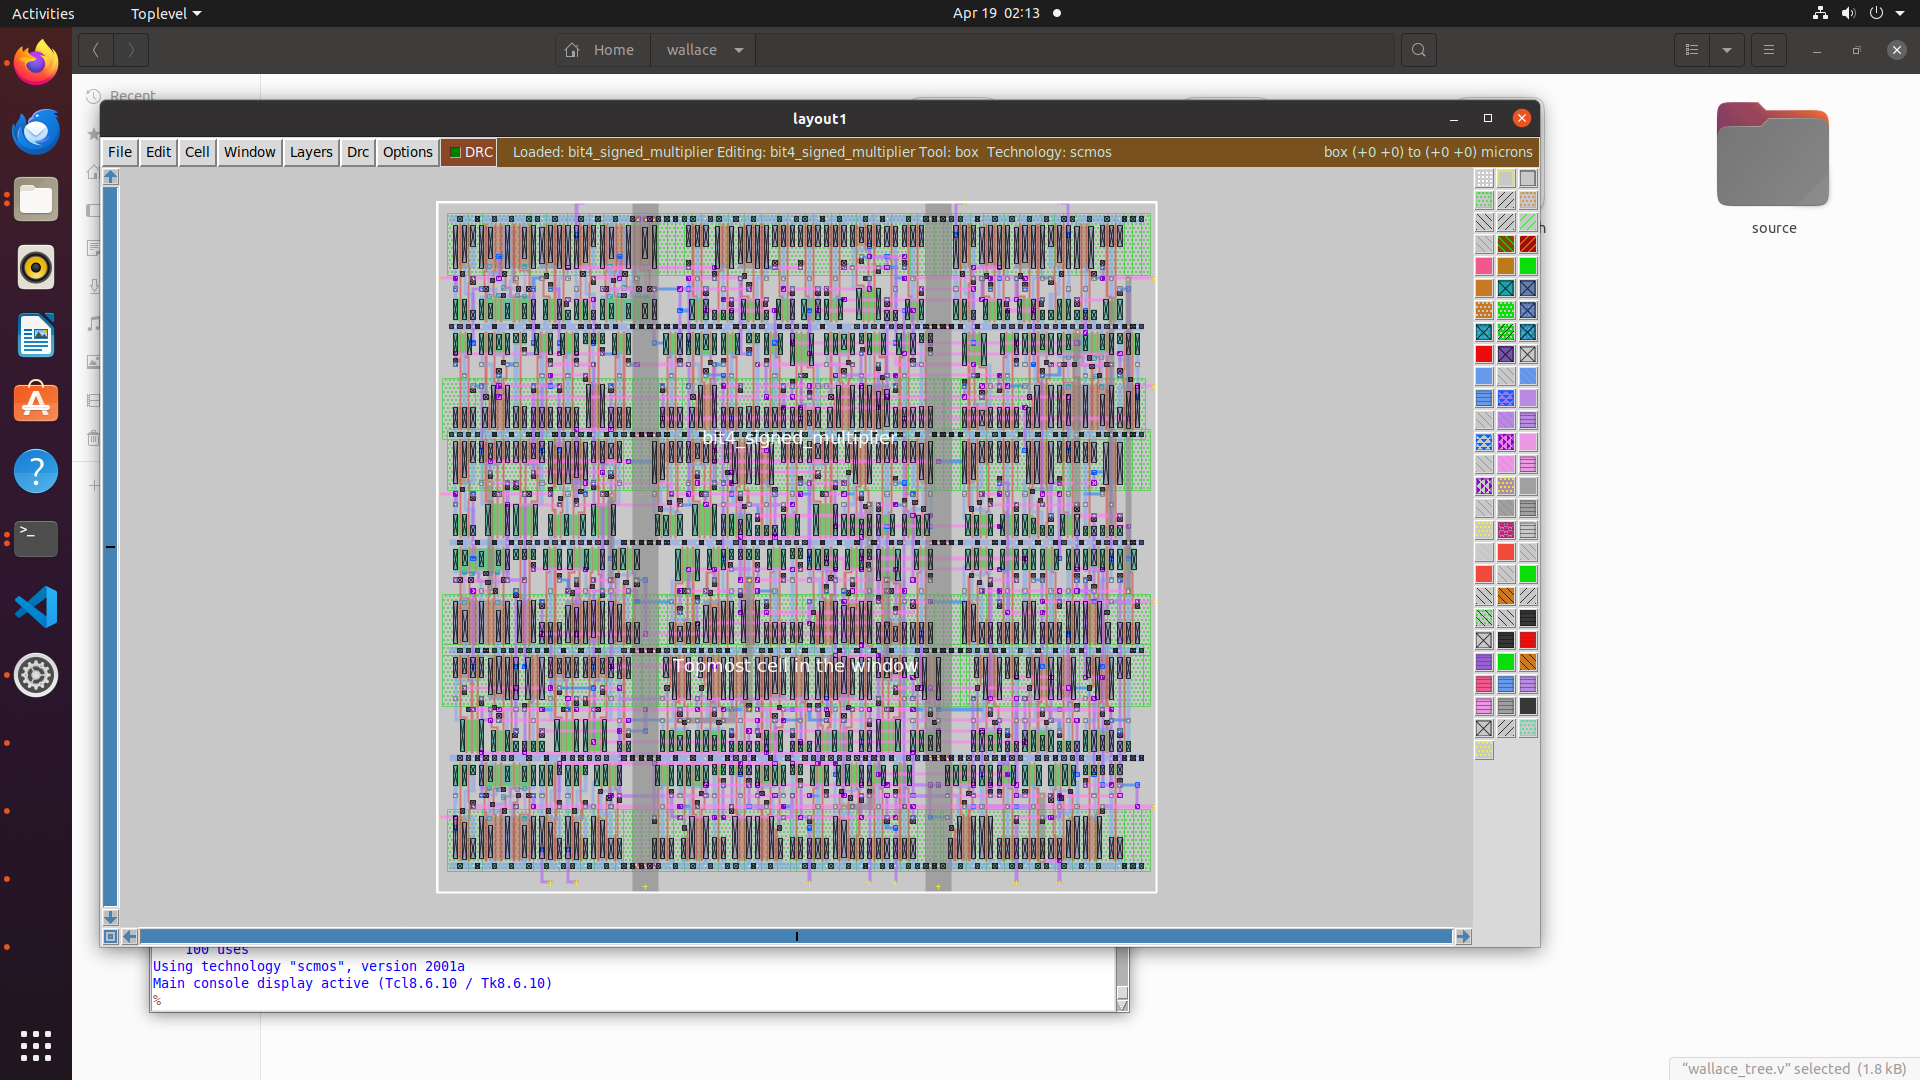 Activities
Toplevel
Apr 19 02:13
Home
wallace
Recent
layout1
File Edit Cell Window Layers Drc Options DRC Loaded: bit4_signed_multiplier Editing: bit4_signed_multiplier Tool: box Technology: scmos box (+0 +0) to (+0 +0) microns
source
bit4_signed_multiplier
Topmost cell in the window
100 uses
Using technology "scmos", version 2001a
Main console display active (Tcl8.6.10 / Tk8.6.10)
%
“wallace_tree.v” selected (1.8 kB)